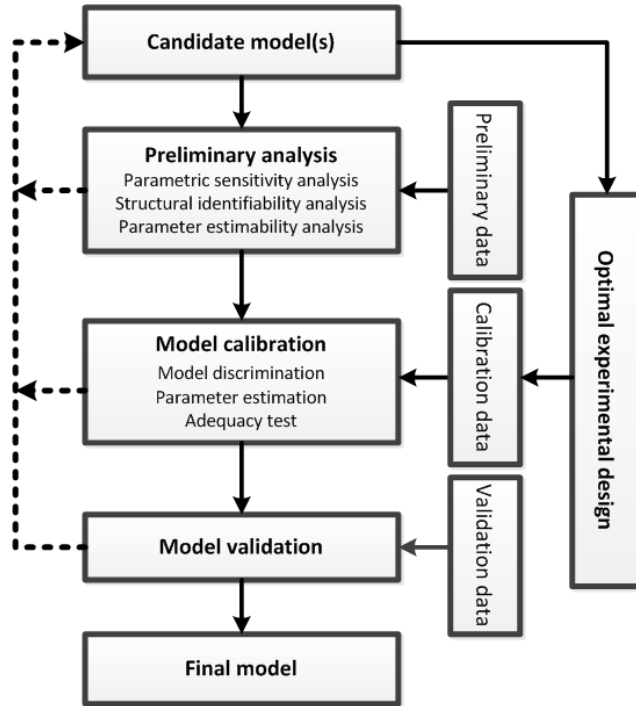 Candidate model(s)
Preliminary analysis
Parametric sensitivity analysis
Structural identifiability analysis
Parameter estimability analysis
Preliminary data
Model calibration
Model discrimination
Parameter estimation
Adequacy test
Calibration data
Optimal experimental design
Model validation
Validation data
Final model